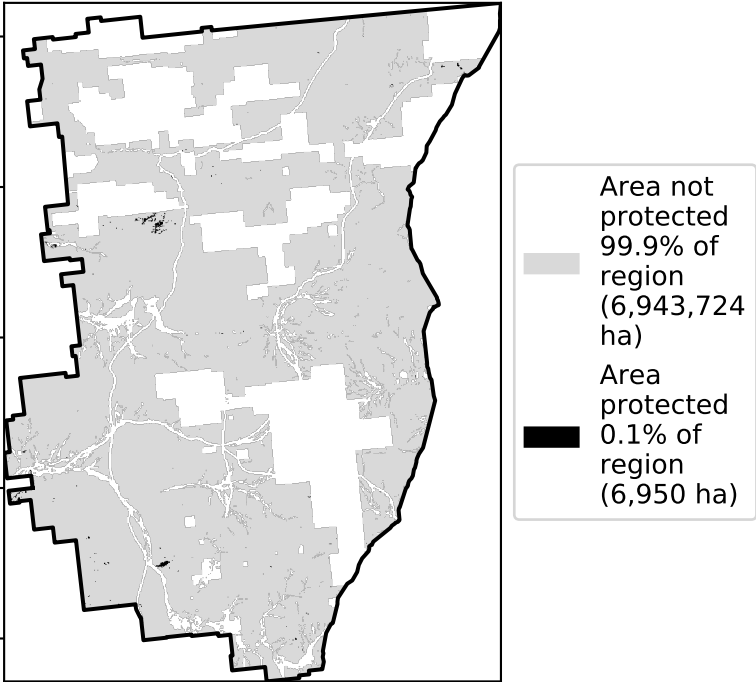 Area not
protected
99.9% of
region
(6,943,724
ha)
Area
protected
0.1% of
region
(6,950 ha)